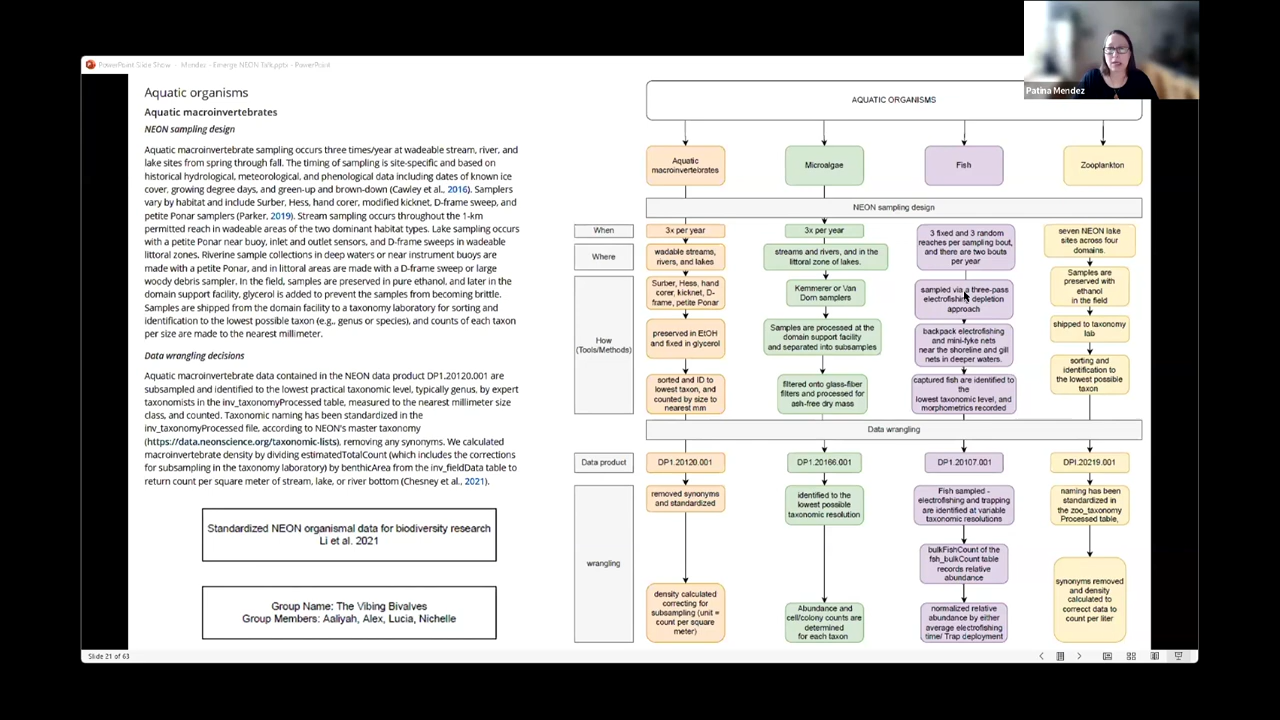 PowerPoint Slide Show - Mendez - Emerge NEON Talk.pptx - PowerPoint
Patina Mendez
Aquatic organisms
Aquatic macroinvertebrates
NEON sampling design
Aquatic macroinvertebrate sampling occurs three times/year at wadeable stream, river, and
lake sites from spring through fall. The timing of sampling is site-specific and based on
historical hydrological, meteorological, and phenological data including dates of known ice
cover, growing degree days, and green-up and brown-down (Cawley et al., 2016). Samplers
vary by habitat and include Surber, Hess, hand corer, modified kicknet, D-frame sweep, and
petite Ponar samplers (Parker, 2019). Stream sampling occurs throughout the 1-km
permitted reach in wadeable areas of the two dominant habitat types. Lake sampling occurs
with a petite Ponar near buoy, inlet and outlet sensors, and D-frame sweeps in wadeable
littoral zones. Riverine sample collections in deep waters or near instrument buoys are
made with a petite Ponar, and in littoral areas are made with a D-frame sweep or large
woody debris sampler. In the field, samples are preserved in pure ethanol, and later in the
domain support facility, glycerol is added to prevent the samples from becoming brittle.
Samples are shipped from the domain facility to a taxonomy laboratory for sorting and
identification to the lowest possible taxon (e.g., genus or species), and counts of each taxon
per size are made to the nearest millimeter.
Data wrangling decisions
Aquatic macroinvertebrate data contained in the NEON data product DP1.20120.001 are
subsampled and identified to the lowest practical taxonomic level, typically genus, by expert
taxonomists in the inv_taxonomyProcessed table, measured to the nearest millimeter size
class, and counted. Taxonomic naming has been standardized in the
inv_taxonomyProcessed file, according to NEON's master taxonomy
(https://data.neonscience.org/taxonomic-lists), removing any synonyms. We calculated
macroinvertebrate density by dividing estimatedTotalCount (which includes the corrections
for subsampling in the taxonomy laboratory) by benthicArea from the inv_fieldData table to
return count per square meter of stream, lake, or river bottom (Chesney et al., 2021).
Standardized NEON organismal data for biodiversity research
Li et al. 2021
Group Name: The Vibing Bivalves
Group Members: Aaliyah, Alex, Lucia, Nichelle
AQUATIC ORGANISMS
Aquatic
macroinvertebrates
Microalgae
Fish
Zooplankton
NEON sampling design
When
3x per year
3x per year
3 fixed and 3 random
reaches per sampling bout,
and there are two bouts
per year
seven NEON lake
sites across four
domains.
Where
wadable streams,
rivers, and lakes
streams and rivers, and in the
littoral zone of lakes.
How
(Tools/Methods)
Surber, Hess, hand
corer, kicknet, D-
frame, petite Ponar
Kemmerer or Van
Dorn samplers
sampled via a three-pass
electrofishing depletion
approach
Samples are
preserved with
ethanol
in the field
preserved in EtOH
and fixed in glycerol
Samples are processed at the
domain support facility
and separated into subsamples
backpack electrofishing
and mini-fyke nets
near the shoreline and gill
nets in deeper waters.
shipped to taxonomy
lab
sorted and ID to
lowest taxon, and
counted by size to
nearest mm
filtered onto glass-fiber
filters and processed for
ash-free dry mass
captured fish are identified to
the
lowest taxonomic level, and
morphometrics recorded
sorting and
identification to
the lowest possible
taxon
Data wrangling
Data product
DP1.20120.001
DP1.20166.001
DP1.20107.001
DPI.20219.001
wrangling
removed synonyms
and standardized
identified to the
lowest possible
taxonomic resolution
Fish sampled -
electrofishing and trapping
are identified at variable
taxonomic resolutions
naming has been
standardized in
the zoo_taxonomy
Processed table,
bulkFishCount of the
fsh_bulkCount table
records relative
abundance
density calculated
correcting for
subsampling (unit =
count per square
meter)
Abundance and
cell/colony counts are
determined
for each taxon
normalized relative
abundance by either
average electrofishing
time/ Trap deployment
synonyms removed
and density
calculated to
correcct data to
count per liter
Slide 21 of 63